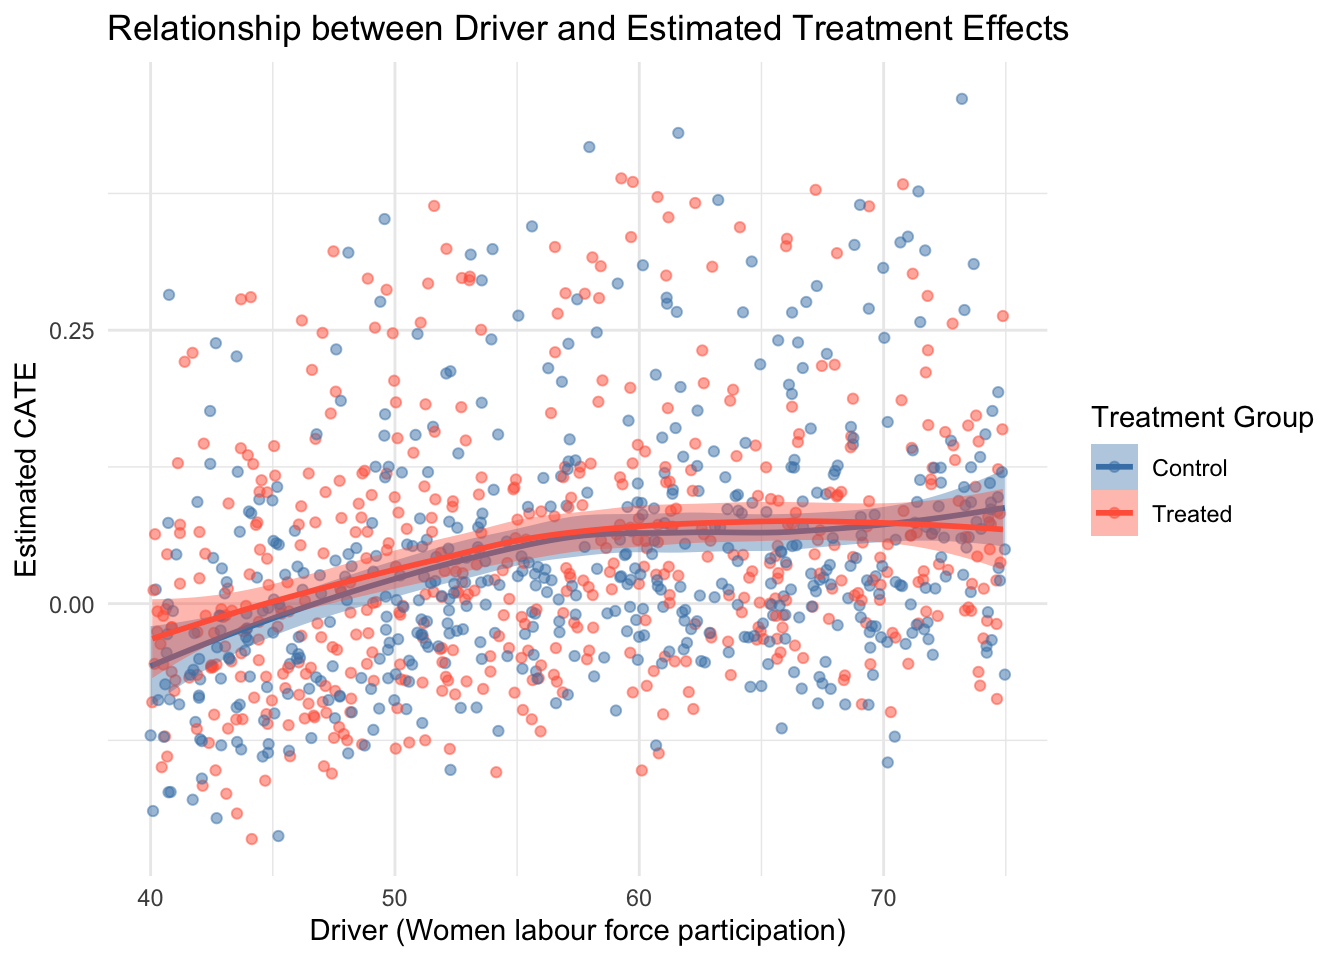 Relationship between Driver and Estimated Treatment Effects
Estimated CATE
0.25
0.00
40
50
60
70
Driver (Women labour force participation)
Treatment Group
Control
Treated